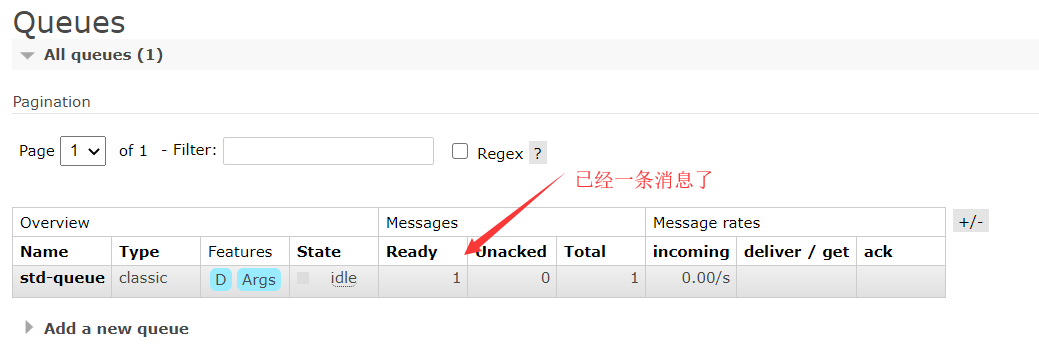 Queues
All queues (1)
Pagination
Page 1 of 1 - Filter: Regex ?
已经一条消息了
Overview Messages Message rates +/-
Name Type Features State Ready Unacked Total incoming deliver / get ack
std-queue classic D Args idle 1 0 1 0.00/s
Add a new queue